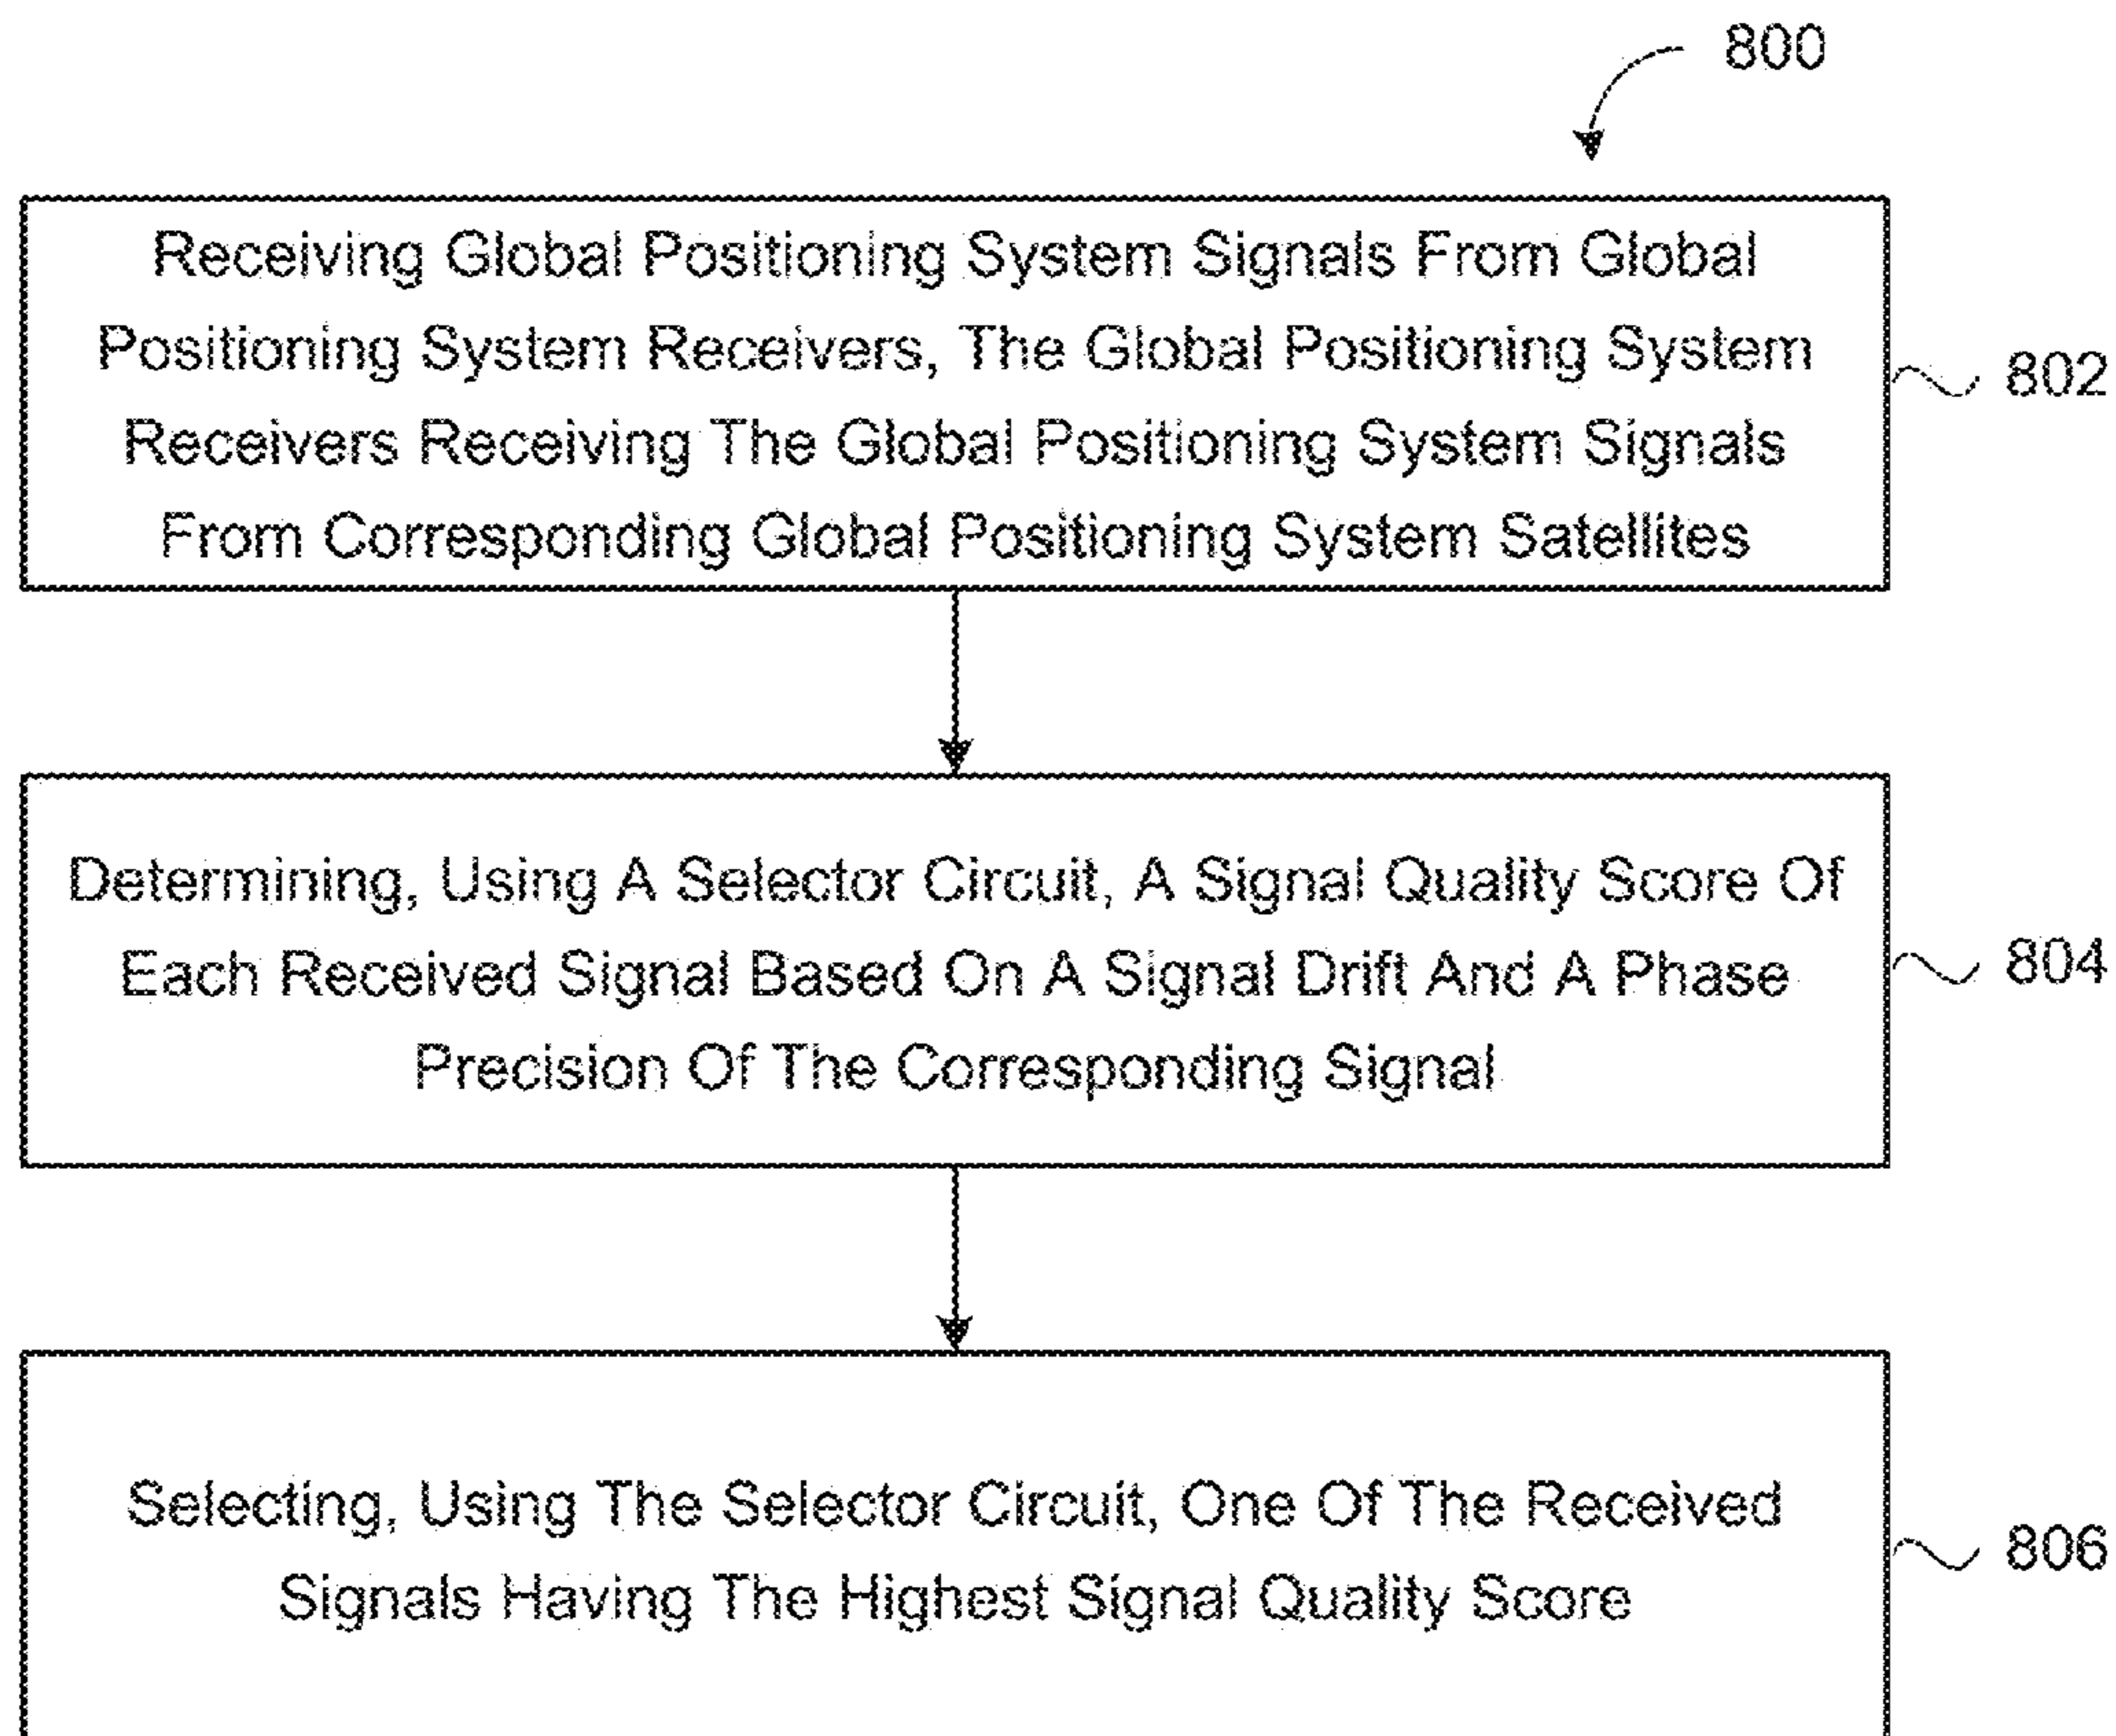 800
Receiving Global Positioning System Signals From Global
Positioning System Receivers, The Global Positioning System
Receivers Receiving The Global Positioning System Signals
From Corresponding Global Positioning System Satellites
802
Determining, Using A Selector Circuit, A Signal Quality Score Of
Each Received Signal Based On A Signal Drift And A Phase
Precision Of The Corresponding Signal
804
Selecting, Using The Selector Circuit, One Of The Received
Signals Having The Highest Signal Quality Score
806